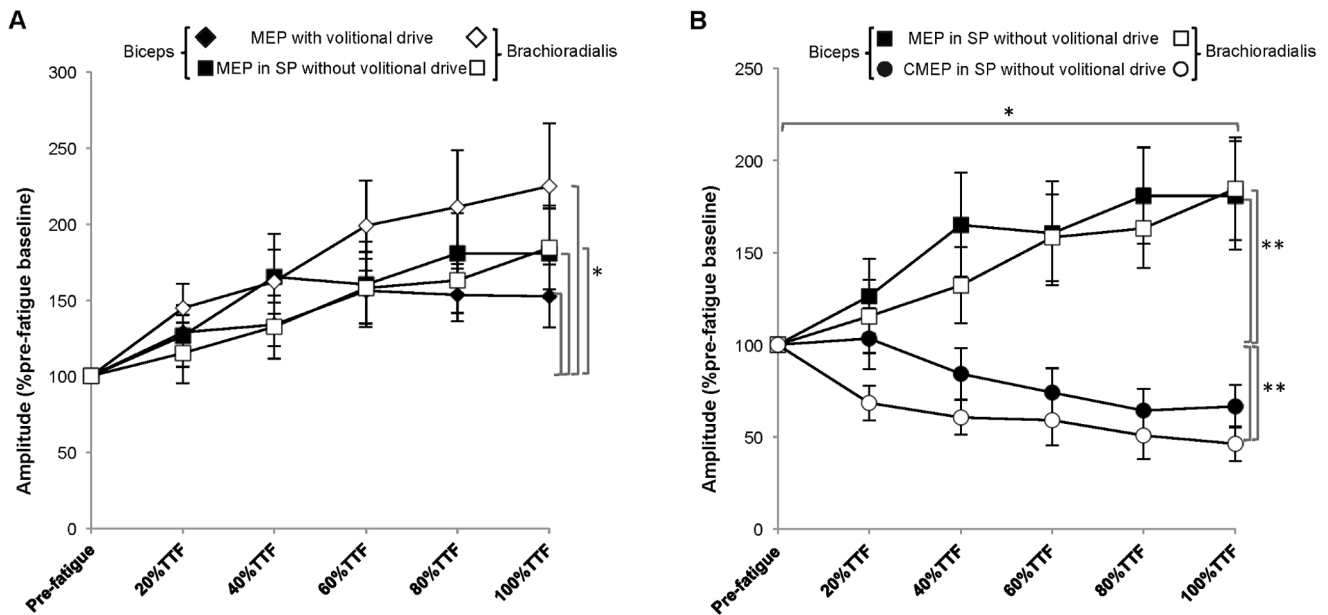 A
Biceps MEP with volitional drive Brachioradialis
MEP in SP without volitional drive
Amplitude (%pre-fatigue baseline)
300
250
200
150
100
50
0
*
Pre-fatigue 20%TTF 40%TTF 60%TTF 80%TTF 100%TTF
B
Biceps MEP in SP without volitional drive Brachioradialis
CMEP in SP without volitional drive
Amplitude (%pre-fatigue baseline)
250
200
150
100
50
0
*
**
**
Pre-fatigue 20%TTF 40%TTF 60%TTF 80%TTF 100%TTF